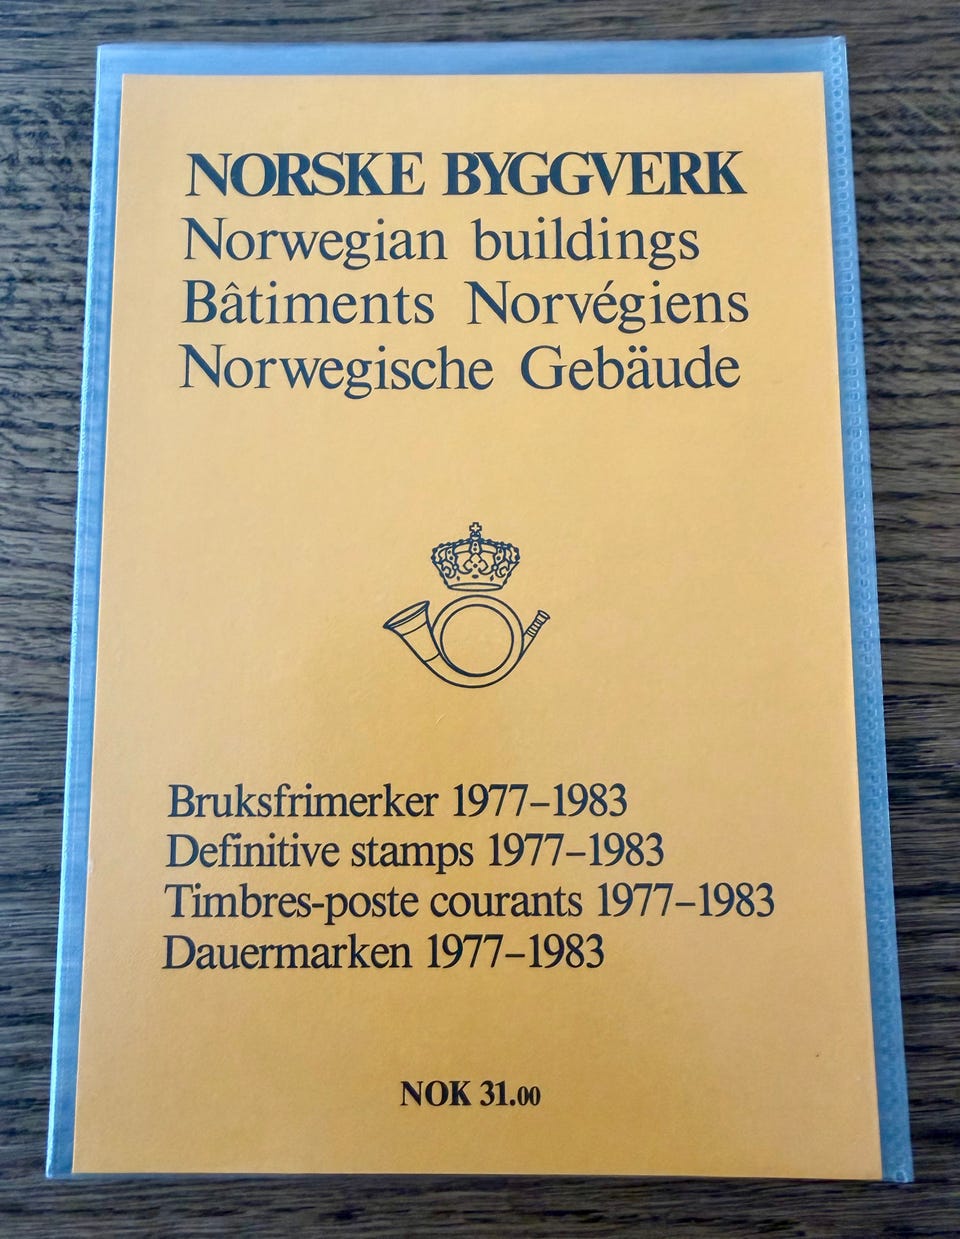 NORSKE BYGGVERK
Norwegian buildings
Bâtiments Norvégiens
Norwegische Gebäude
Bruksfrimerker 1977–1983
Definitive stamps 1977–1983
Timbres-poste courants 1977–1983
Dauermarken 1977–1983
NOK 31.00